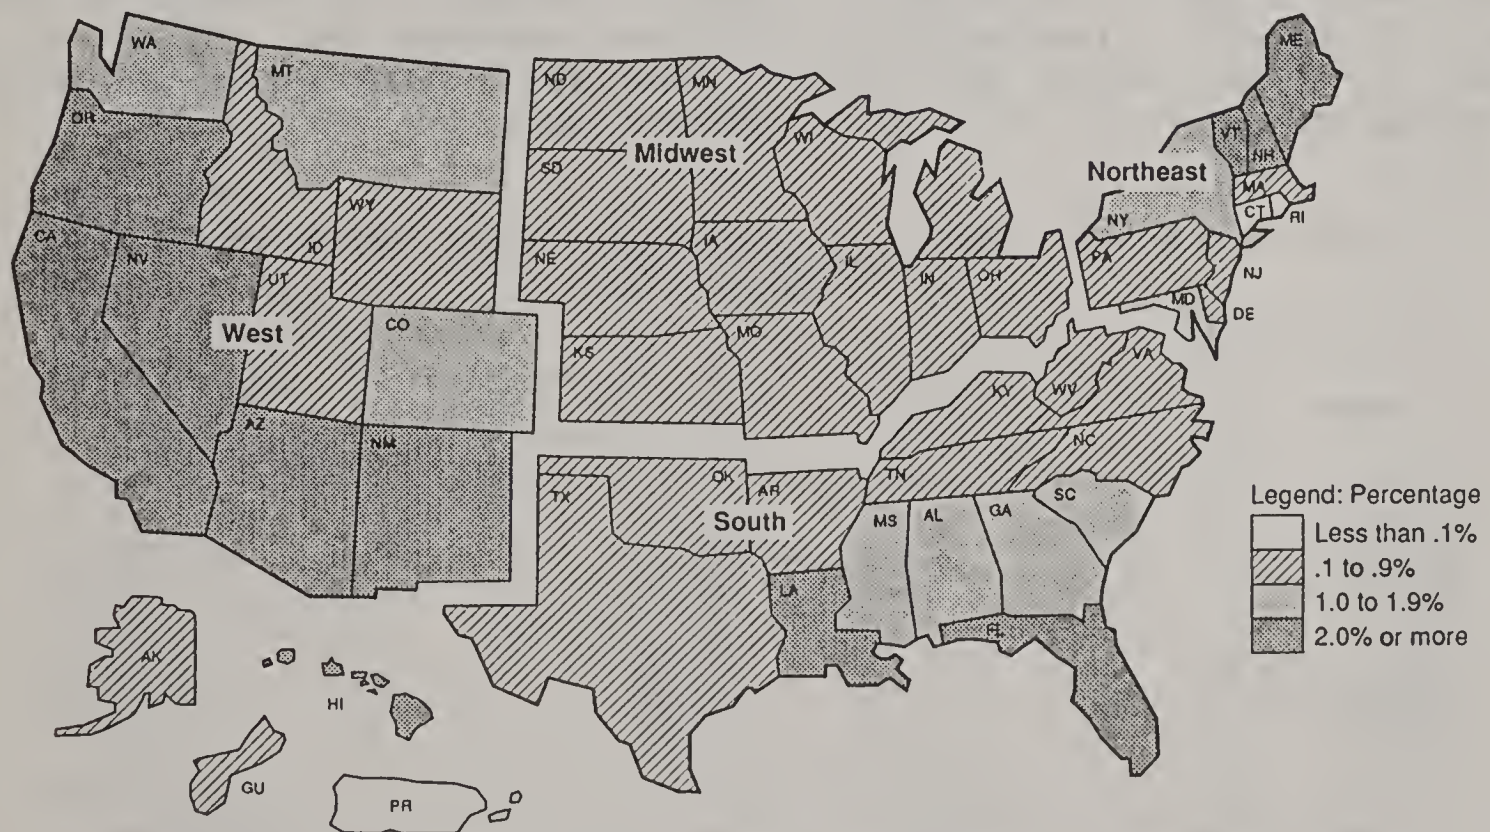 WA
MT
ND
MN
ME
OR
WI
VT
NH
Midwest
Northeast
SD
MA
WY
NY
CT
RI
CA
NV
ID
IA
NE
UT
IL
IN
OH
PA
NJ
MD
DE
West
CO
MO
KS
VA
KY
WV
AZ
NM
NC
TN
OK
AR
TX
South
MS
AL
GA
SC
LA
FL
Legend: Percentage
Less than .1%
.1 to .9%
1.0 to 1.9%
2.0% or more
AK
HI
GU
PR